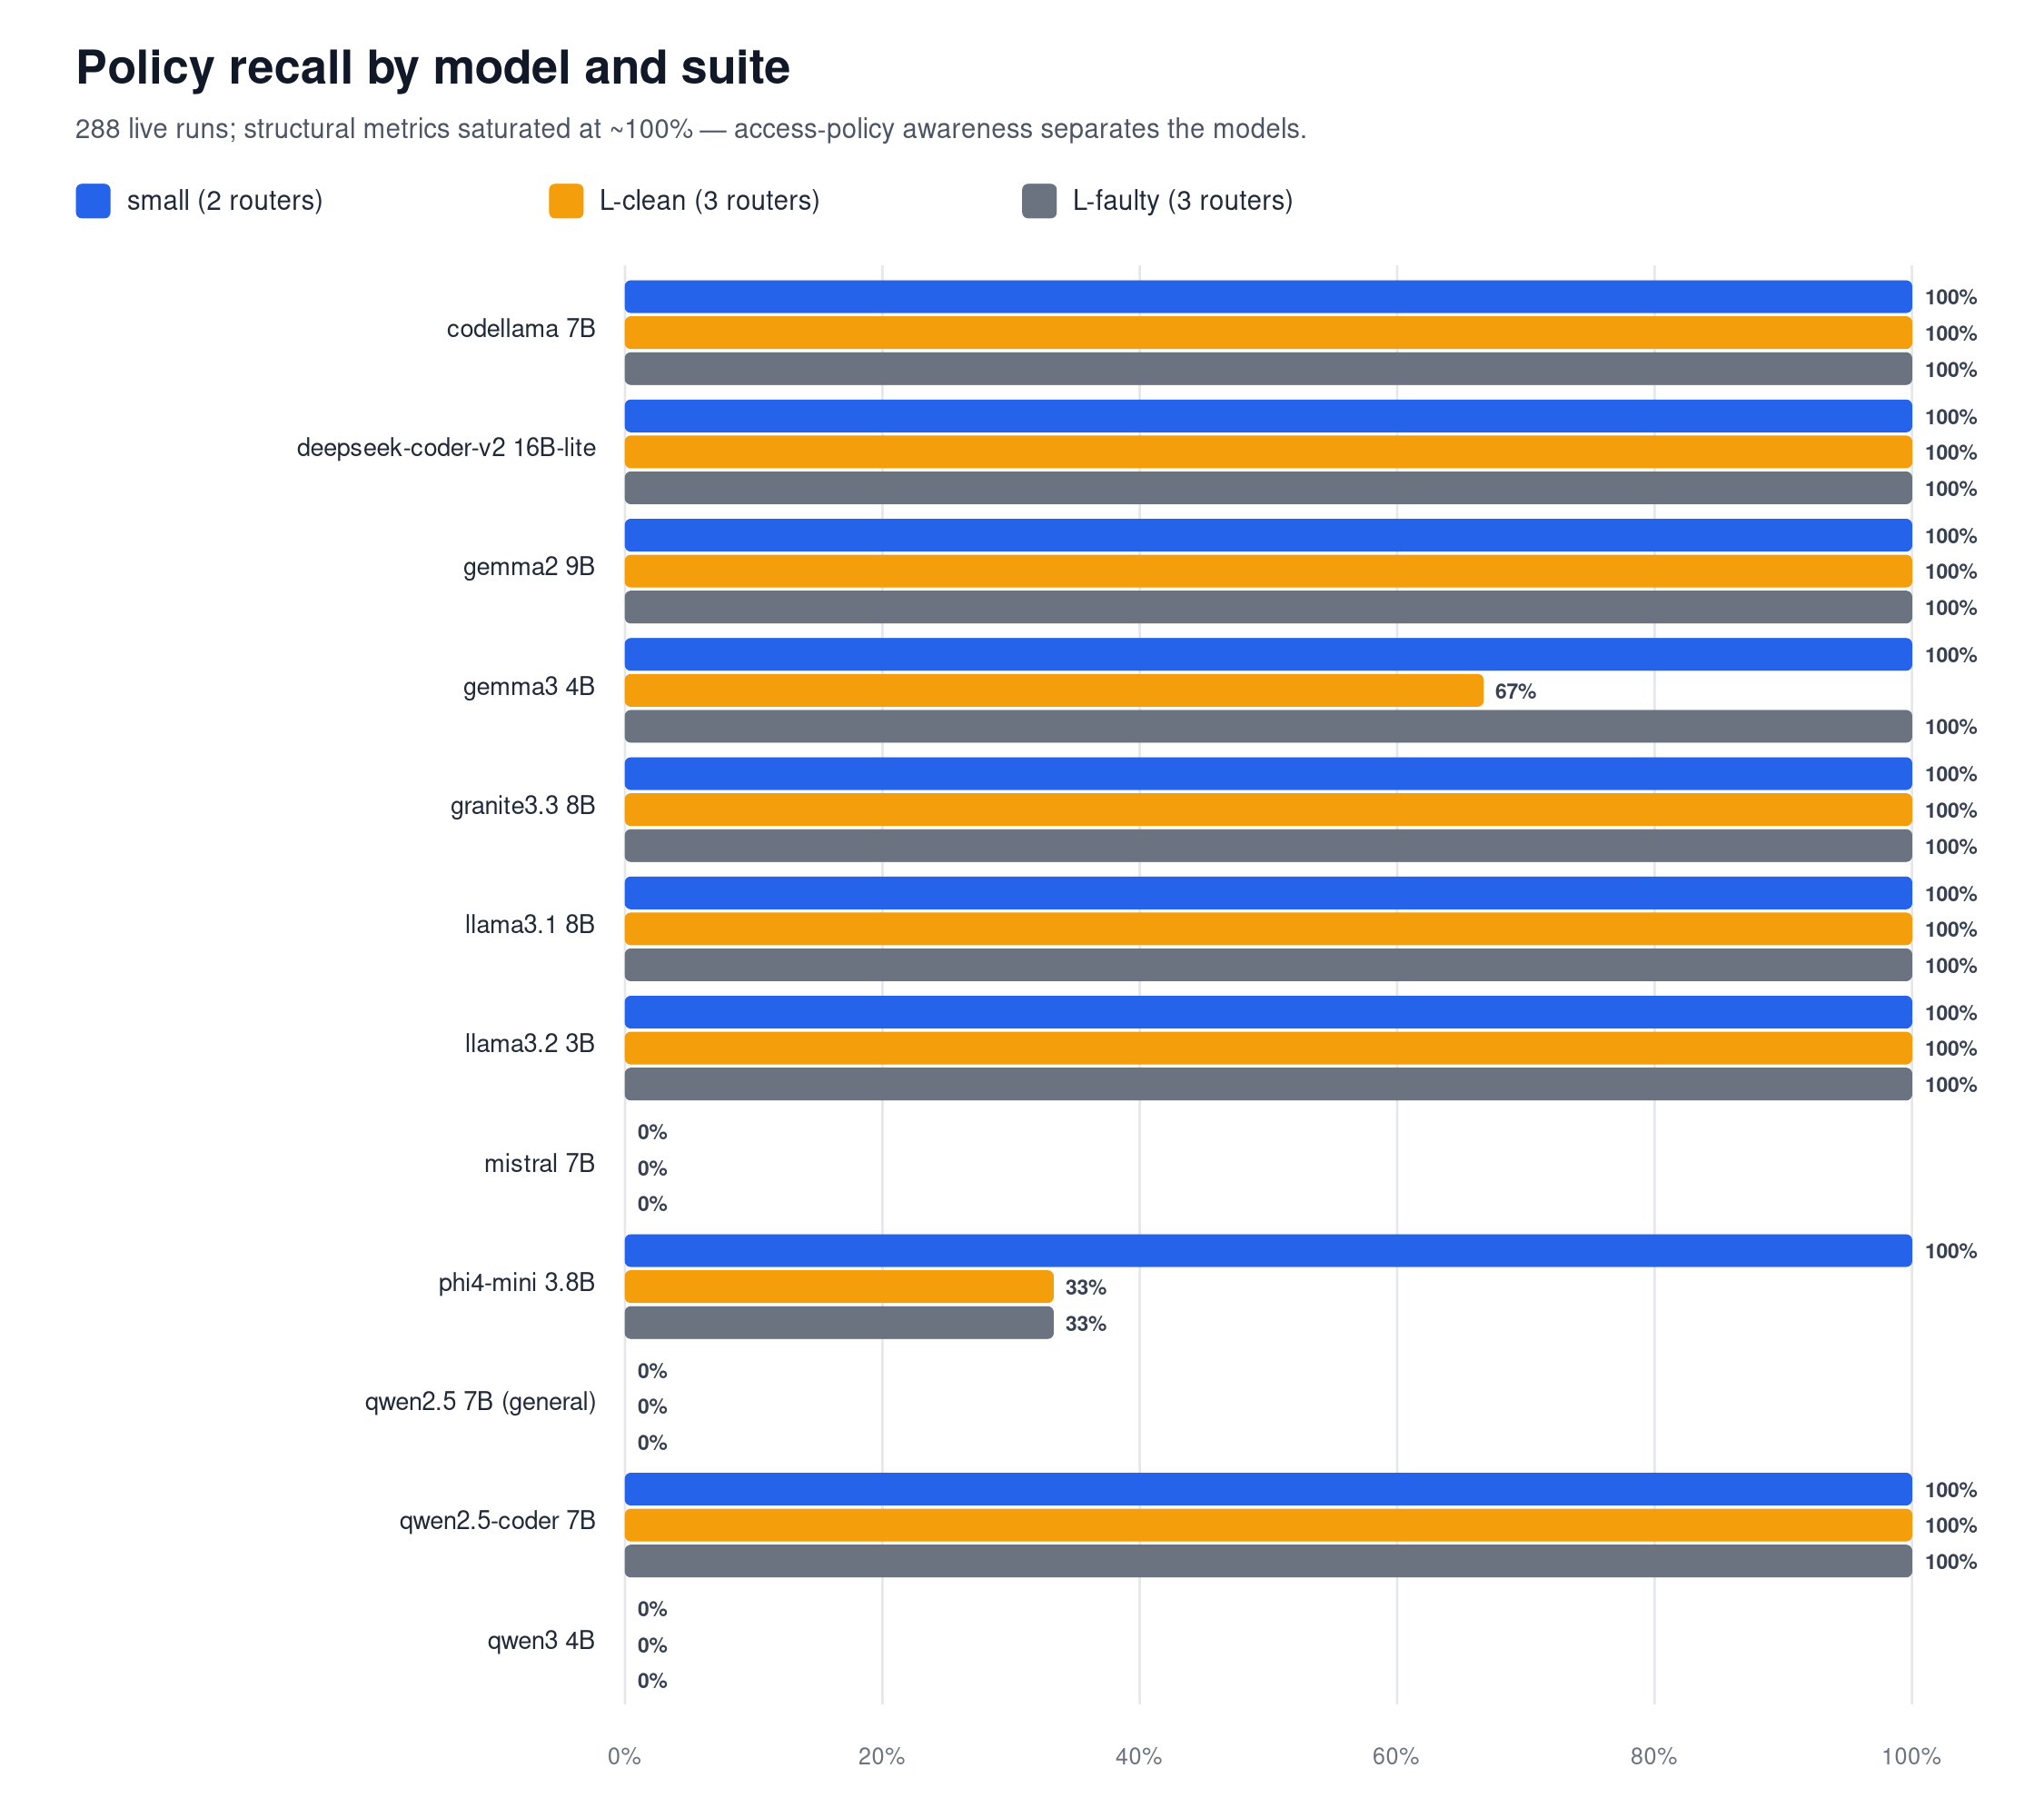 Policy recall by model and suite
288 live runs; structural metrics saturated at ~100% — access-policy awareness separates the models.
small (2 routers) L-clean (3 routers) L-faulty (3 routers)
100%
codellama 7B
100%
100%
100%
deepseek-coder-v2 16B-lite
100%
100%
100%
gemma2 9B
100%
100%
100%
gemma3 4B
67%
100%
100%
granite3.3 8B
100%
100%
100%
llama3.1 8B
100%
100%
100%
llama3.2 3B
100%
100%
0%
mistral 7B
0%
0%
100%
phi4-mini 3.8B
33%
33%
0%
qwen2.5 7B (general)
0%
0%
100%
qwen2.5-coder 7B
100%
100%
0%
qwen3 4B
0%
0%
0% 20% 40% 60% 80% 100%